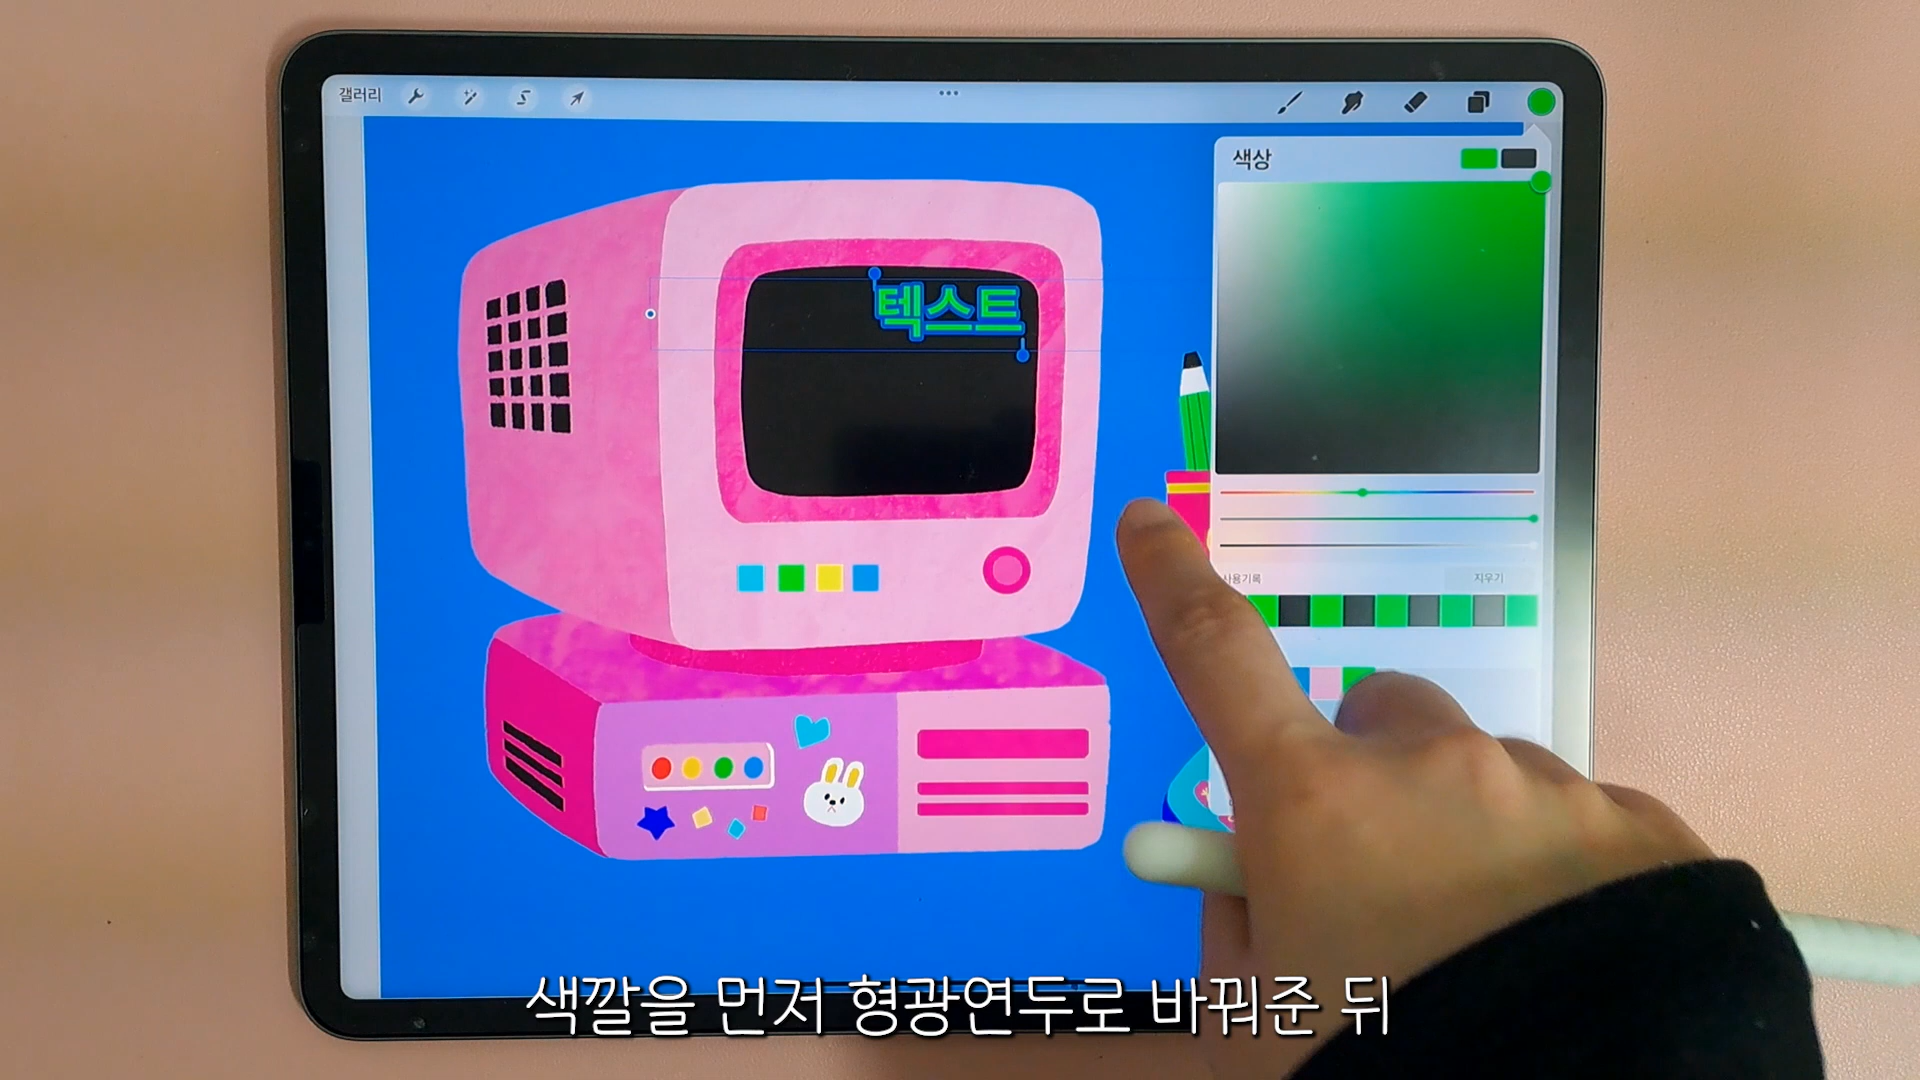 갤러리
색상
텍스트
사용기록
지우기
색깔을 먼저 형광연두로 바꿔준 뒤